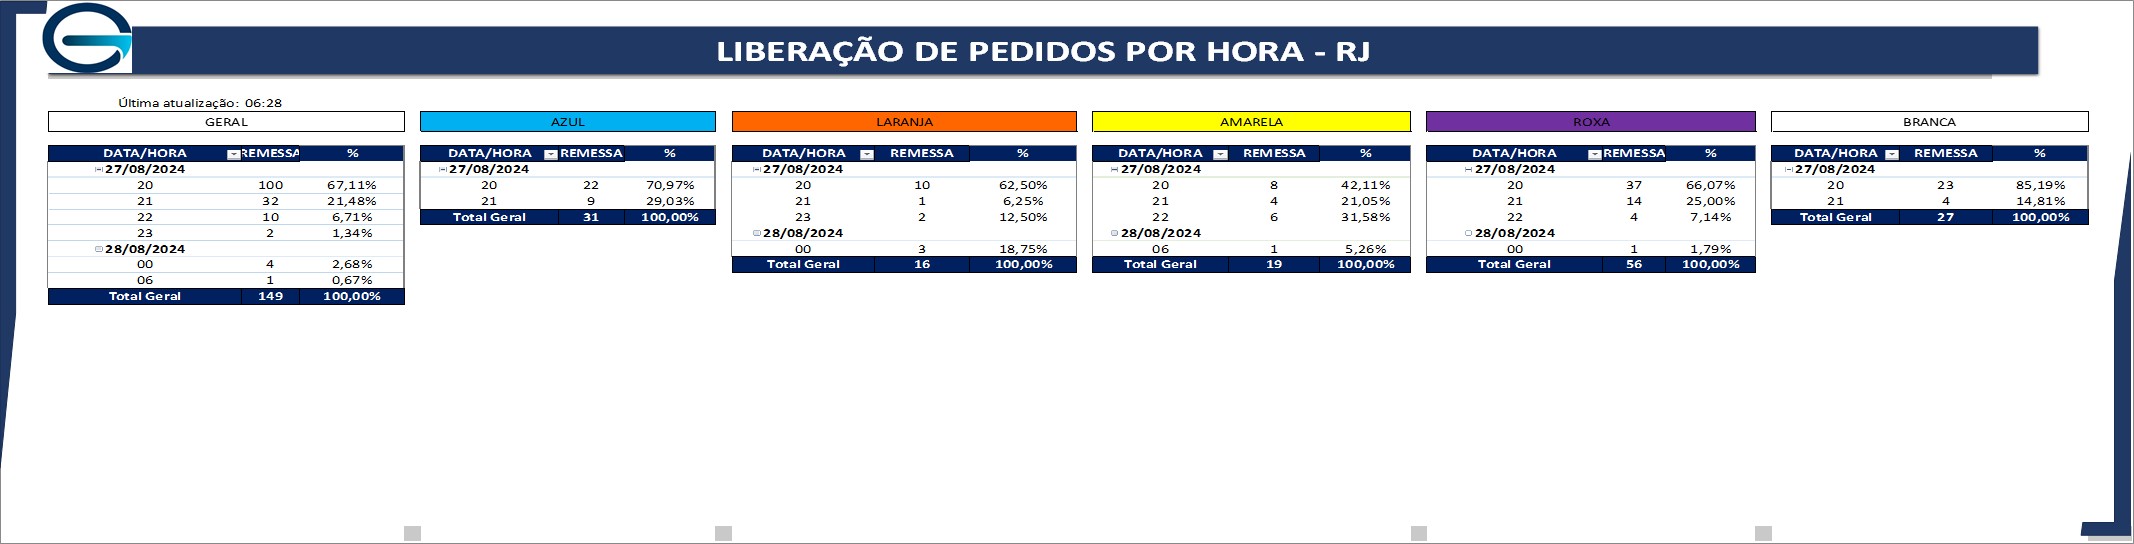 LIBERAÇÃO DE PEDIDOS POR HORA - RJ
Última atualização: 06:28
GERAL
DATA/HORA REMESSA %
27/08/2024
20 100 67,11%
21 32 21,48%
22 10 6,71%
23 2 1,34%
28/08/2024
00 4 2,68%
06 1 0,67%
Total Geral 149 100,00%
AZUL
DATA/HORA REMESSA %
27/08/2024
20 22 70,97%
21 9 29,03%
Total Geral 31 100,00%
LARANJA
DATA/HORA REMESSA %
27/08/2024
20 10 62,50%
21 1 6,25%
23 2 12,50%
28/08/2024
00 3 18,75%
Total Geral 16 100,00%
AMARELA
DATA/HORA REMESSA %
27/08/2024
20 8 42,11%
21 4 21,05%
22 6 31,58%
28/08/2024
06 1 5,26%
Total Geral 19 100,00%
ROXA
DATA/HORA REMESSA %
27/08/2024
20 37 66,07%
21 14 25,00%
22 4 7,14%
28/08/2024
00 1 1,79%
Total Geral 56 100,00%
BRANCA
DATA/HORA REMESSA %
27/08/2024
20 23 85,19%
21 4 14,81%
Total Geral 27 100,00%